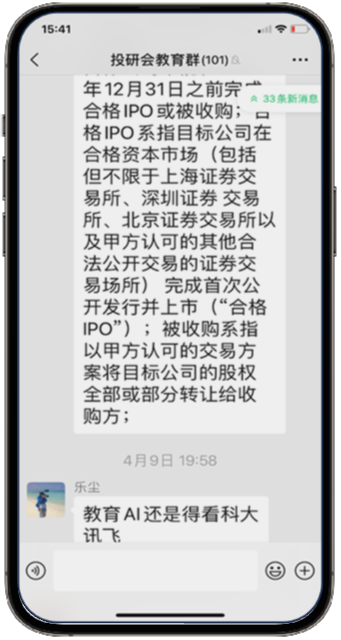 15:41
投研会教育群(101)
年12月31日之前完成
33条新消息
合格IPO或被收购；合
格IPO系指目标公司在
合格资本市场（包括
但不限于上海证券交
易所、深圳证券 交易
所、北京证券交易所以
及甲方认可的其他合
法公开交易的证券交
易场所） 完成首次公
开发行并上市（“合格
IPO”）；被收购系指
以甲方认可的交易方
案将目标公司的股权
全部或部分转让给收
购方；
4月9日 19:58
乐尘
教育AI还是得看科大
讯飞